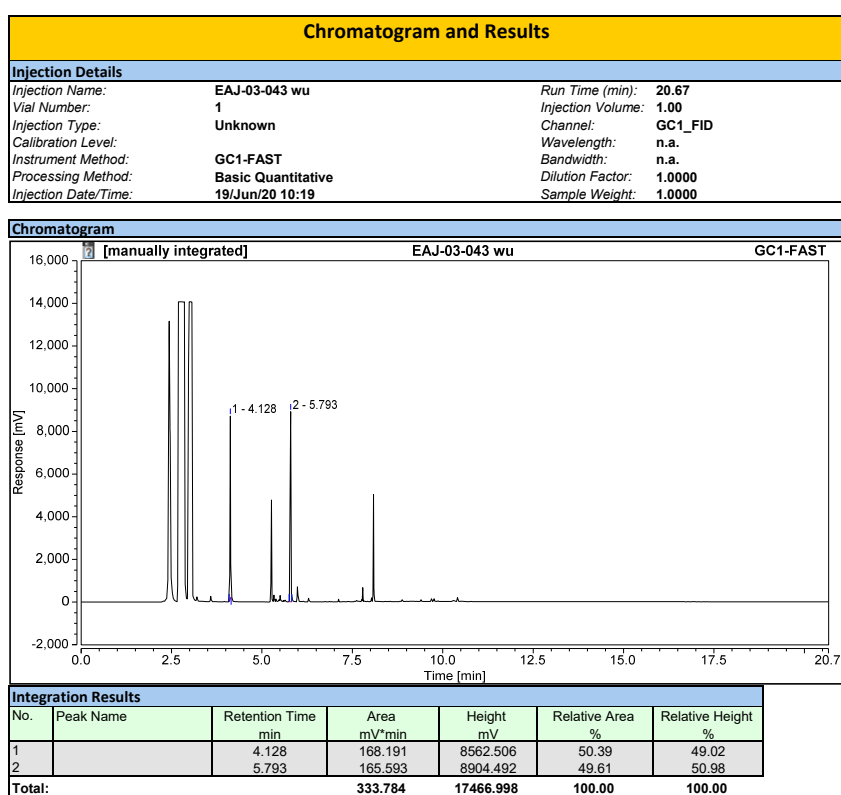 Chromatogram and Results
Injection Details
Injection Name: EAJ-03-043 wu Run Time (min): 20.67
Vial Number: 1 Injection Volume: 1.00
Injection Type: Unknown Channel: GC1_FID
Calibration Level: Wavelength: n.a.
Instrument Method: GC1-FAST Bandwidth: n.a.
Processing Method: Basic Quantitative Dilution Factor: 1.0000
Injection Date/Time: 19/Jun/20 10:19 Sample Weight: 1.0000
Chromatogram
? [manually integrated] EAJ-03-043 wu GC1-FAST
16,000
14,000
12,000
10,000
8,000
6,000
4,000
2,000
0
-2,000
Response [mV]
1 - 4.128
2 - 5.793
0.0 2.5 5.0 7.5 10.0 12.5 15.0 17.5 20.7
Time [min]
Integration Results
No. Peak Name Retention Time Area Height Relative Area Relative Height
min mV*min mV % %
1 4.128 168.191 8562.506 50.39 49.02
2 5.793 165.593 8904.492 49.61 50.98
Total: 333.784 17466.998 100.00 100.00